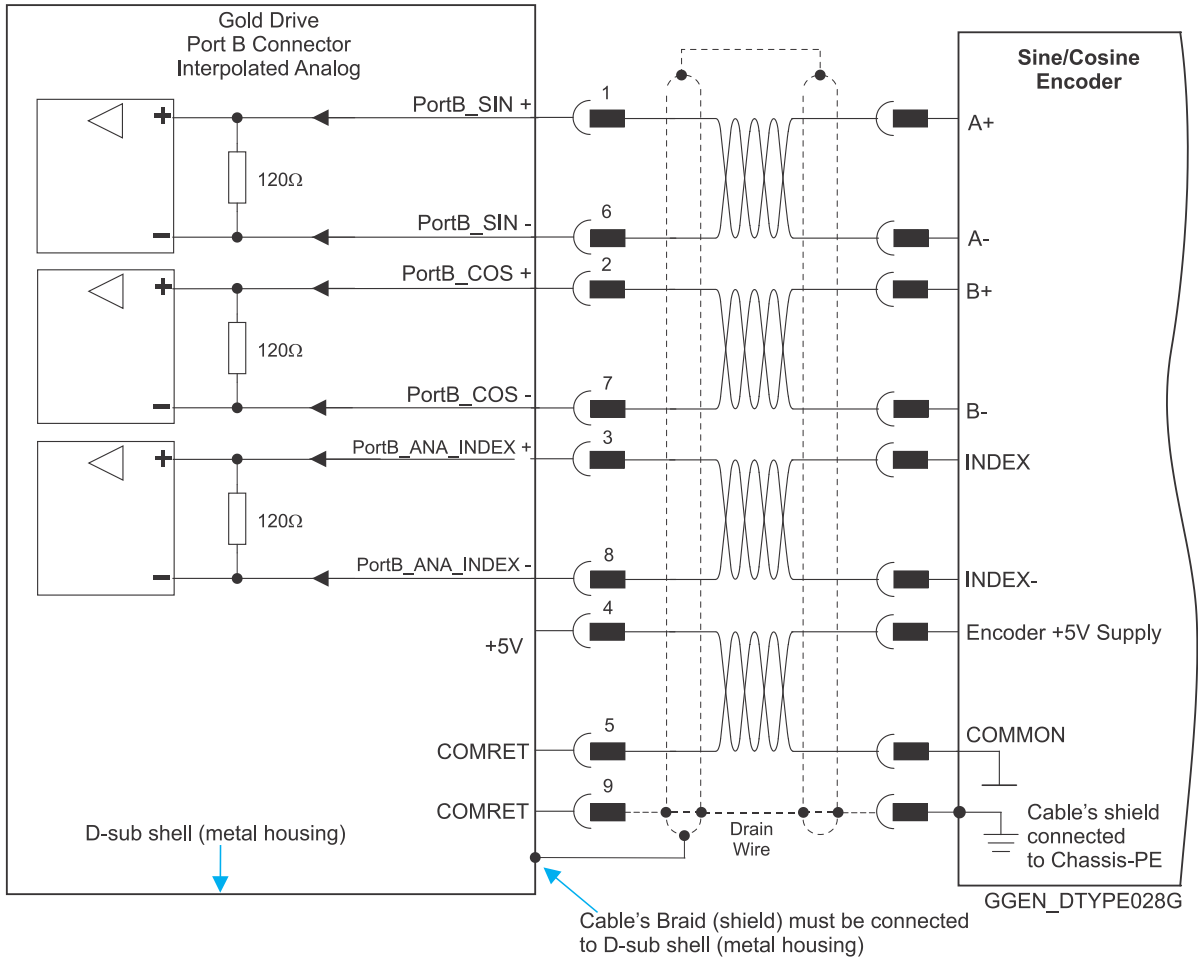 Gold Drive
Port B Connector
Interpolated Analog
Sine/Cosine
Encoder
PortB_SIN +
1
A+
120Ω
PortB_SIN -
6
A-
PortB_COS +
2
B+
120Ω
PortB_COS -
7
B-
PortB_ANA_INDEX +
3
INDEX
120Ω
PortB_ANA_INDEX -
8
INDEX-
+5V
4
Encoder +5V Supply
COMRET
5
COMMON
COMRET
9
Drain
Wire
Cable's shield
connected
to Chassis-PE
D-sub shell (metal housing)
GGEN_DTYPE028G
Cable's Braid (shield) must be connected
to D-sub shell (metal housing)